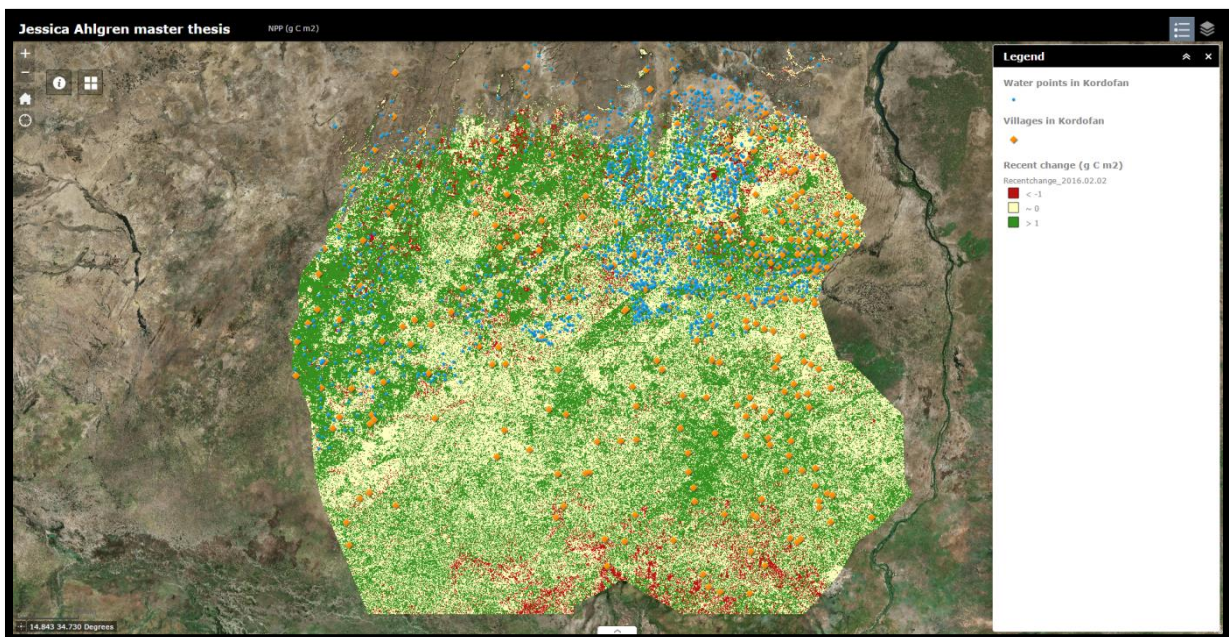 Jessica Ahlgren master thesis NPP (g C m2)
Legend
Water points in Kordofan
Villages in Kordofan
Recent change (g C m2)
Recentchange_2016.02.02
< -1
~ 0
> 1
14.843 34.730 Degrees